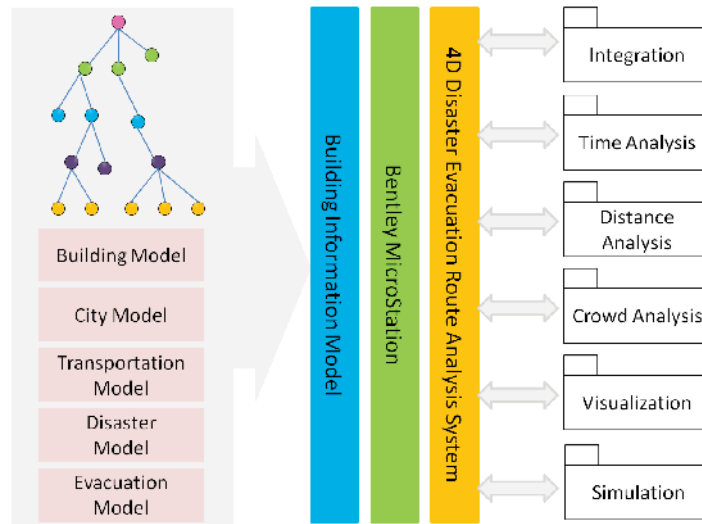 Building Model
City Model
Transportation
Model
Disaster
Model
Evacuation
Model
Building Information Model
Bentley MicroStation
4D Disaster Evacuation Route Analysis System
Integration
Time Analysis
Distance
Analysis
Crowd Analysis
Visualization
Simulation